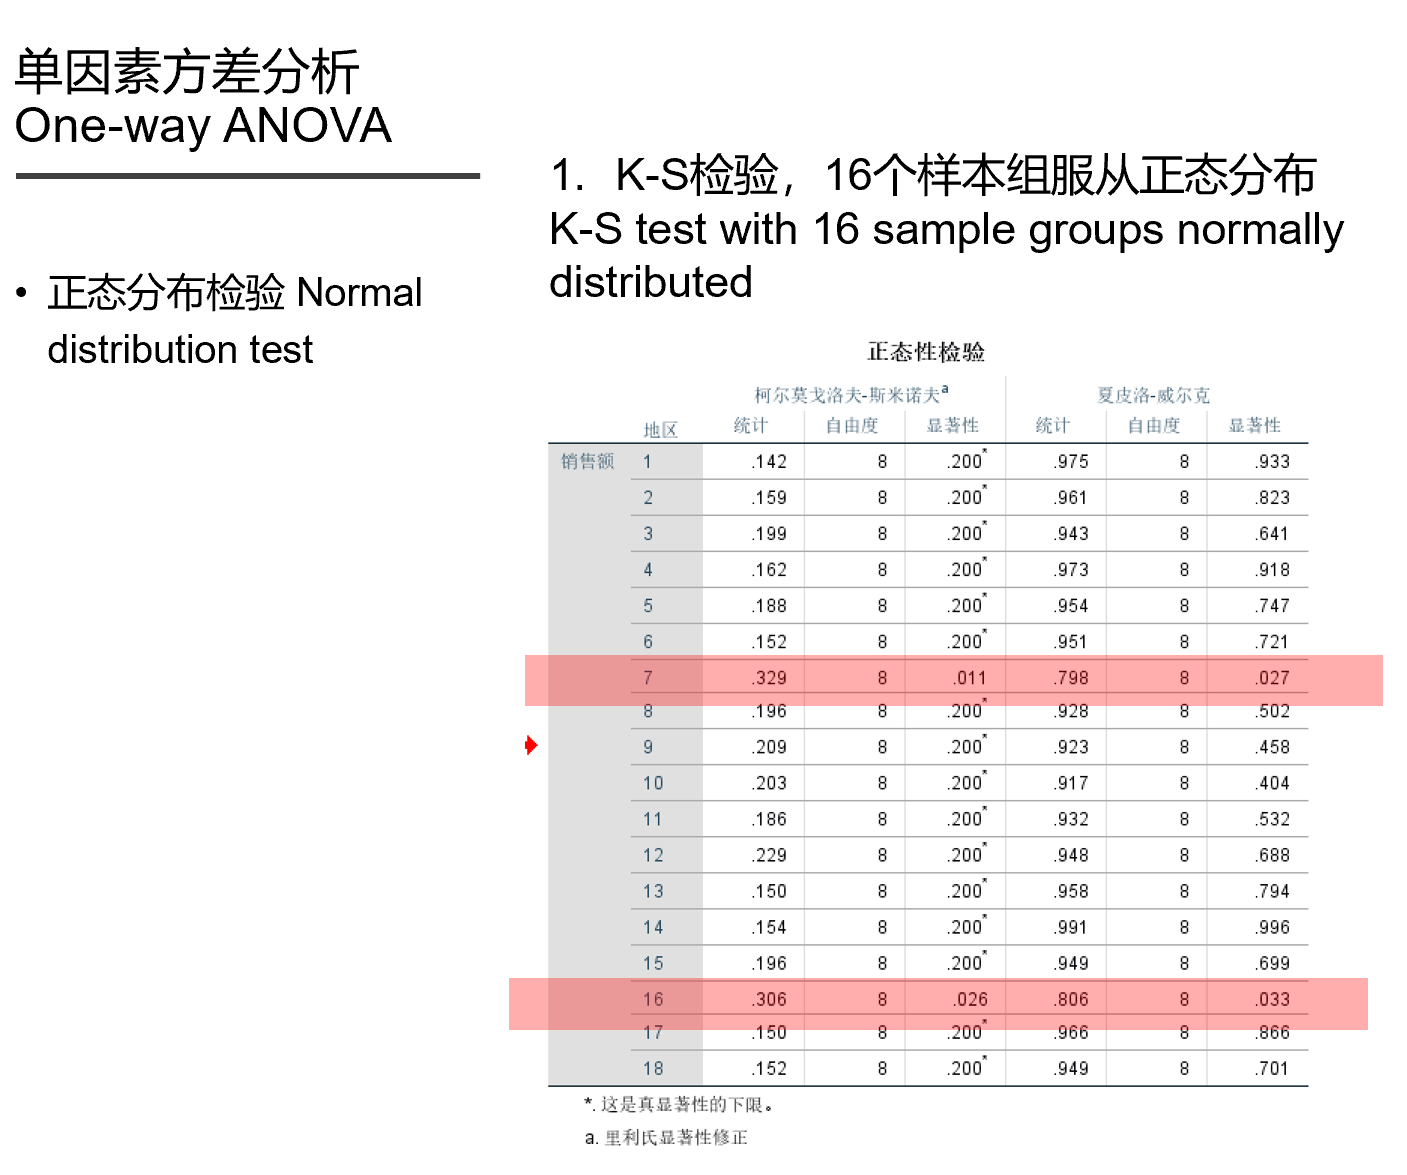 单因素方差分析
One-way ANOVA
• 正态分布检验 Normal
distribution test
1. K-S检验，16个样本组服从正态分布
K-S test with 16 sample groups normally
distributed
正态性检验
柯尔莫戈洛夫-斯米诺夫a 夏皮洛-威尔克
地区 统计 自由度 显著性 统计 自由度 显著性
销售额 1 .142 8 .200* .975 8 .933
2 .159 8 .200* .961 8 .823
3 .199 8 .200* .943 8 .641
4 .162 8 .200* .973 8 .918
5 .188 8 .200* .954 8 .747
6 .152 8 .200* .951 8 .721
7 .329 8 .011 .798 8 .027
8 .196 8 .200* .928 8 .502
9 .209 8 .200* .923 8 .458
10 .203 8 .200* .917 8 .404
11 .186 8 .200* .932 8 .532
12 .229 8 .200* .948 8 .688
13 .150 8 .200* .958 8 .794
14 .154 8 .200* .991 8 .996
15 .196 8 .200* .949 8 .699
16 .306 8 .026 .806 8 .033
17 .150 8 .200* .966 8 .866
18 .152 8 .200* .949 8 .701
*. 这是真显著性的下限。
a. 里利氏显著性修正